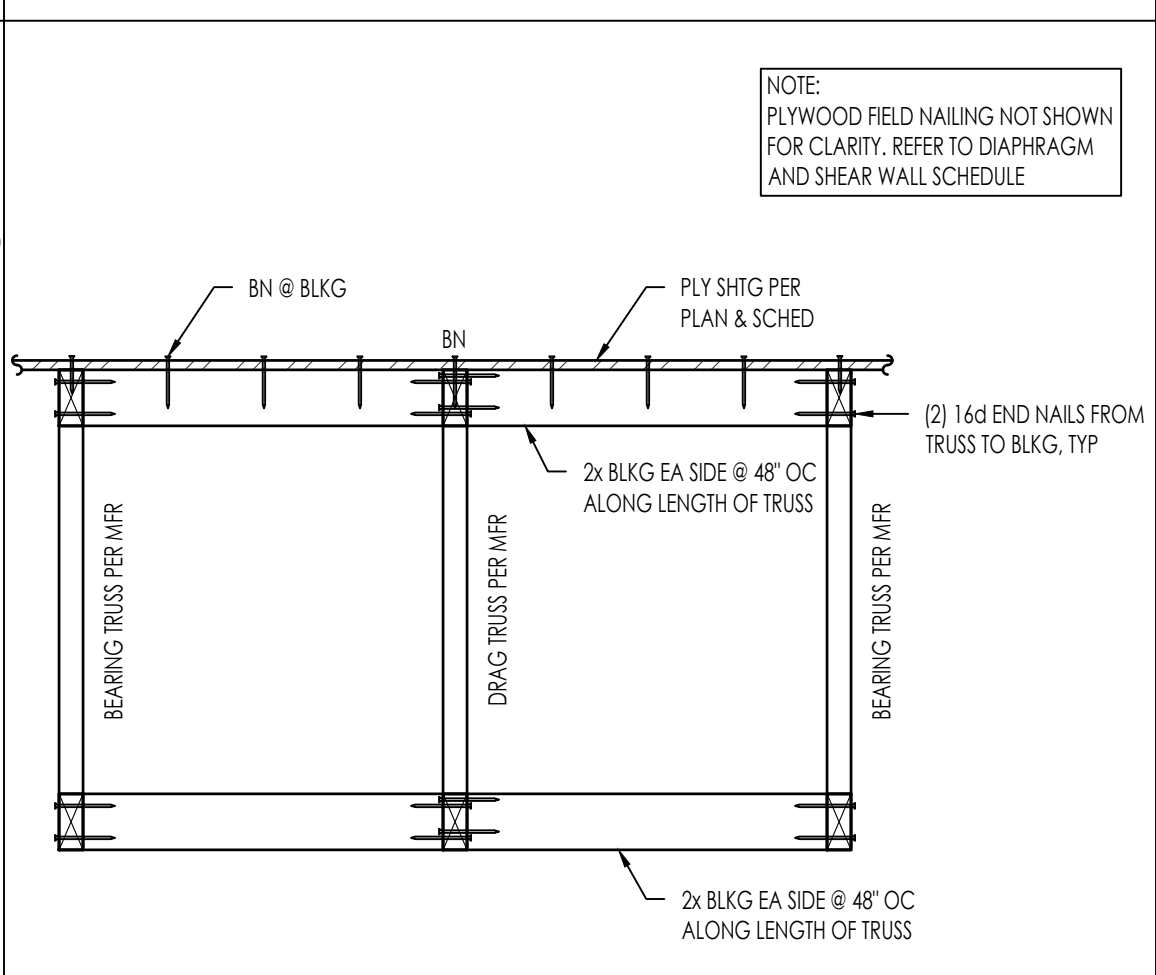 NOTE:
PLYWOOD FIELD NAILING NOT SHOWN
FOR CLARITY. REFER TO DIAPHRAGM
AND SHEAR WALL SCHEDULE
BN @ BLKG
PLY SHTG PER
PLAN & SCHED
BN
(2) 16d END NAILS FROM
TRUSS TO BLKG, TYP
2x BLKG EA SIDE @ 48" OC
ALONG LENGTH OF TRUSS
BEARING TRUSS PER MFR
DRAG TRUSS PER MFR
BEARING TRUSS PER MFR
2x BLKG EA SIDE @ 48" OC
ALONG LENGTH OF TRUSS